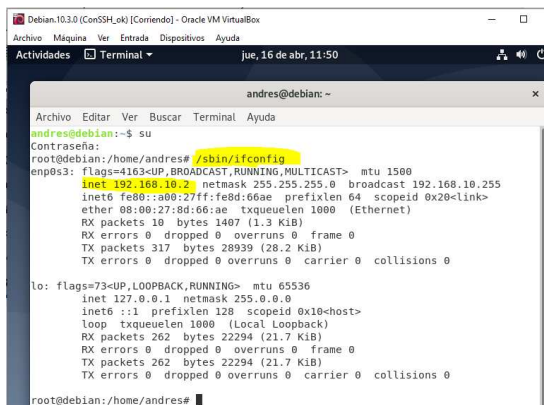 Debian.10.3.0 (ConSSH_ok) [Corriendo] - Oracle VM VirtualBox
Archivo Máquina Ver Entrada Dispositivos Ayuda
Actividades Terminal jue, 16 de abr, 11:50
andres@debian: ~
Archivo Editar Ver Buscar Terminal Ayuda
andres@debian:~$ su
Contraseña:
root@debian:/home/andres# /sbin/ifconfig
enp0s3: flags=4163<UP,BROADCAST,RUNNING,MULTICAST> mtu 1500
inet 192.168.10.2 netmask 255.255.255.0 broadcast 192.168.10.255
inet6 fe80::a00:27ff:fe8d:66ae prefixlen 64 scopeid 0x20<link>
ether 08:00:27:8d:66:ae txqueuelen 1000 (Ethernet)
RX packets 10 bytes 1407 (1.3 KiB)
RX errors 0 dropped 0 overruns 0 frame 0
TX packets 317 bytes 28939 (28.2 KiB)
TX errors 0 dropped 0 overruns 0 carrier 0 collisions 0
lo: flags=73<UP,LOOPBACK,RUNNING> mtu 65536
inet 127.0.0.1 netmask 255.0.0.0
inet6 ::1 prefixlen 128 scopeid 0x10<host>
loop txqueuelen 1000 (Local Loopback)
RX packets 262 bytes 22294 (21.7 KiB)
RX errors 0 dropped 0 overruns 0 frame 0
TX packets 262 bytes 22294 (21.7 KiB)
TX errors 0 dropped 0 overruns 0 carrier 0 collisions 0
root@debian:/home/andres#